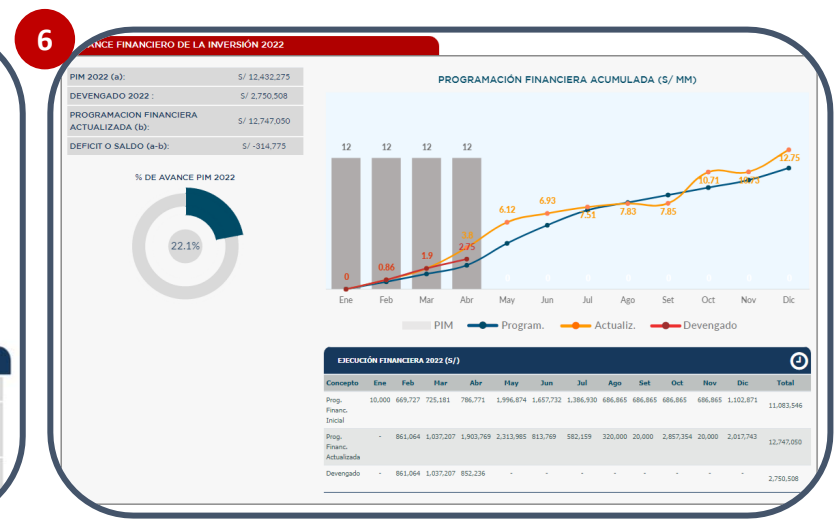 6
ANCE FINANCIERO DE LA INVERSIÓN 2022
PIM 2022 (a): S/ 12,432,275
DEVENGADO 2022 : S/ 2,750,508
PROGRAMACION FINANCIERA
ACTUALIZADA (b): S/ 12,747,050
DEFICIT O SALDO (a-b): S/ -314,775
% DE AVANCE PIM 2022
22.1%
PROGRAMACIÓN FINANCIERA ACUMULADA (S/ MM)
12 12 12 12
12.75
10.71
6.12 6.93 7.51 7.83 7.85
1.9 2.75
0 0.86
0 0 0 0 0 0 0 0
Ene Feb Mar Abr May Jun Jul Ago Set Oct Nov Dic
PIM Program. Actualiz. Devengado
EJECUCIÓN FINANCIERA 2022 (S/)
Concepto Ene Feb Mar Abr May Jun Jul Ago Set Oct Nov Dic Total
Prog. Financ. Inicial 10,000 669,727 725,181 786,771 1,996,874 1,657,732 1,386,930 686,865 686,865 686,865 686,865 1,102,871 11,083,546
Prog. Financ. Actualizada - 861,064 1,037,207 1,903,769 2,313,985 813,769 582,159 320,000 20,000 2,857,354 20,000 2,017,743 12,747,050
Devengado - 861,064 1,037,207 852,236 - - - - - - - - 2,750,508